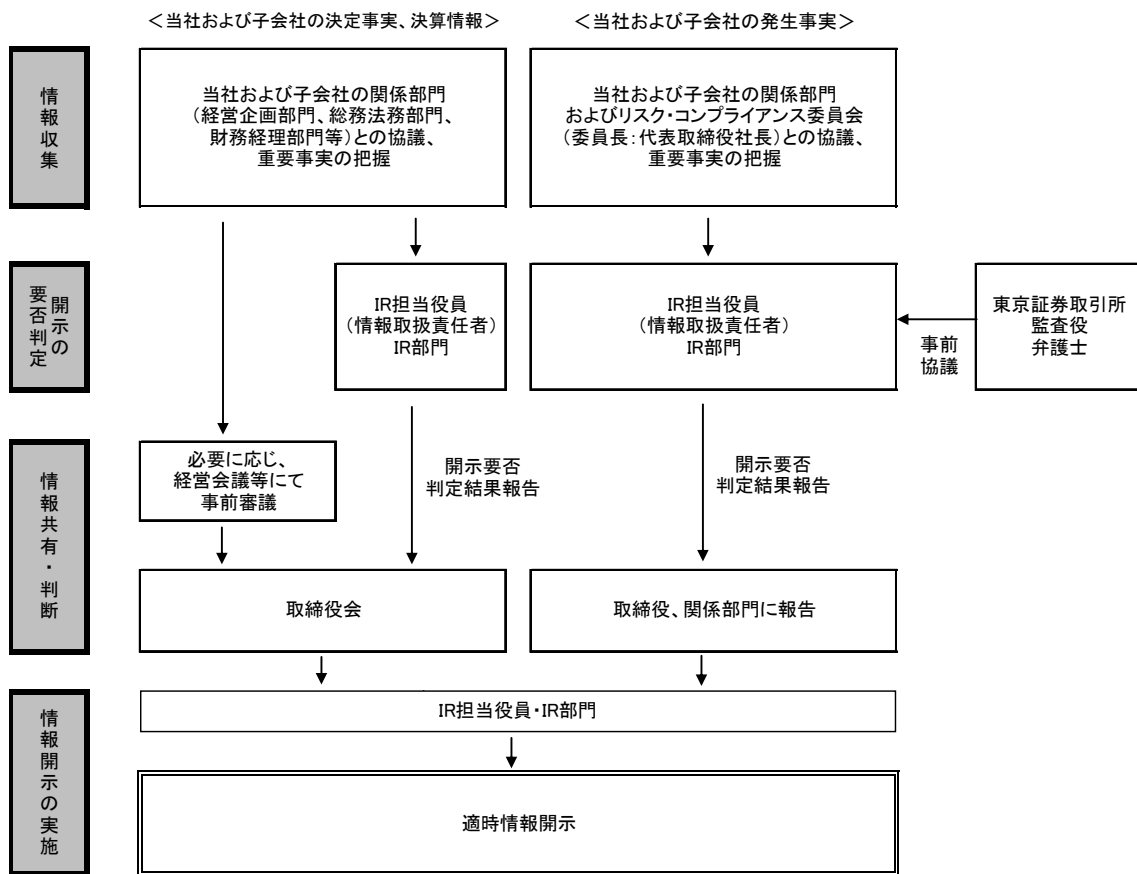 ＜当社および子会社の決定事実、決算情報＞
＜当社および子会社の発生事実＞
情報収集
当社および子会社の関係部門
（経営企画部門、総務法務部門、
財務経理部門等）との協議、
重要事実の把握
当社および子会社の関係部門
およびリスク・コンプライアンス委員会
（委員長：代表取締役社長）との協議、
重要事実の把握
開示の
要否判定
IR担当役員
（情報取扱責任者）
IR部門
IR担当役員
（情報取扱責任者）
IR部門
事前
協議
東京証券取引所
監査役
弁護士
情報共有・判断
必要に応じ、
経営会議等にて
事前審議
開示要否
判定結果報告
開示要否
判定結果報告
取締役会
取締役、関係部門に報告
情報開示の実施
IR担当役員・IR部門
適時情報開示